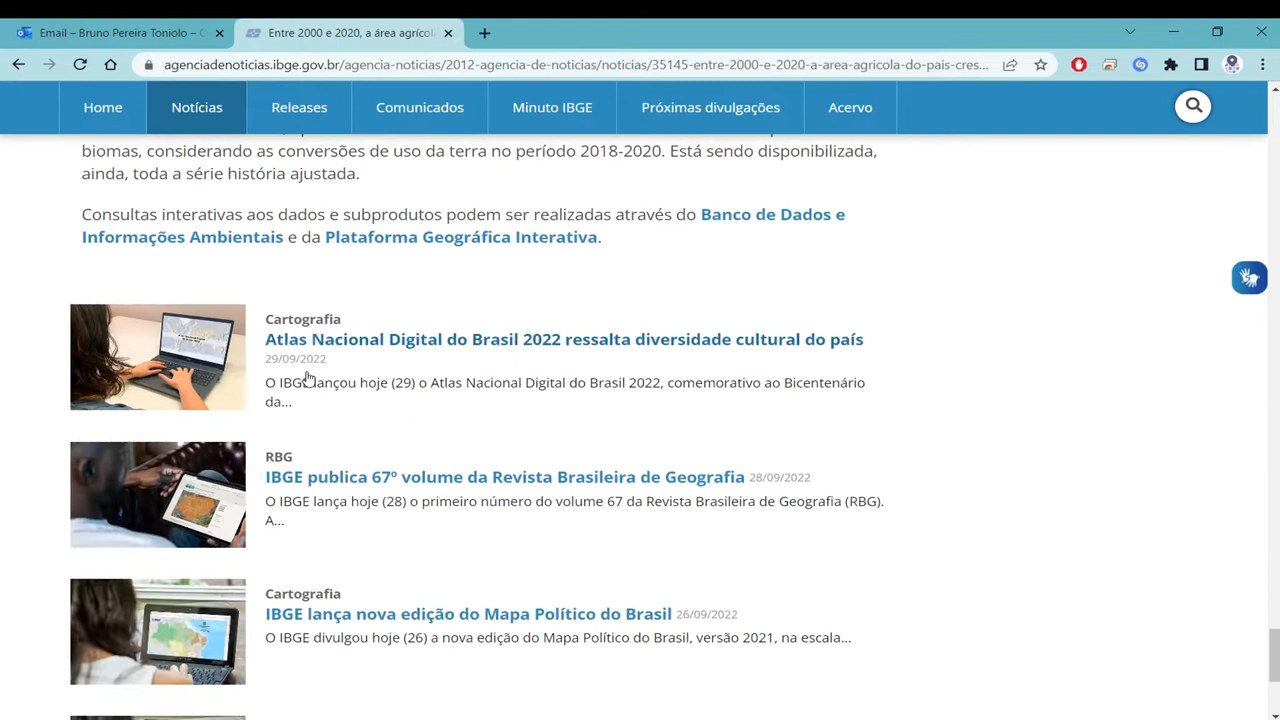 Email – Bruno Pereira Toniolo –
Entre 2000 e 2020, a área agrícol
agenciadenoticias.ibge.gov.br/agencia-noticias/2012-agencia-de-noticias/noticias/35145-entre-2000-e-2020-a-area-agricola-do-pais-cres...
Home Notícias Releases Comunicados Minuto IBGE Próximas divulgações Acervo
biomas, considerando as conversões de uso da terra no período 2018-2020. Está sendo disponibilizada,
ainda, toda a série história ajustada.
Consultas interativas aos dados e subprodutos podem ser realizadas através do Banco de Dados e
Informações Ambientais e da Plataforma Geográfica Interativa.
Cartografia
Atlas Nacional Digital do Brasil 2022 ressalta diversidade cultural do país
29/09/2022
O IBGE lançou hoje (29) o Atlas Nacional Digital do Brasil 2022, comemorativo ao Bicentenário
da...
RBG
IBGE publica 67º volume da Revista Brasileira de Geografia 28/09/2022
O IBGE lança hoje (28) o primeiro número do volume 67 da Revista Brasileira de Geografia (RBG).
A...
Cartografia
IBGE lança nova edição do Mapa Político do Brasil 26/09/2022
O IBGE divulgou hoje (26) a nova edição do Mapa Político do Brasil, versão 2021, na escala...